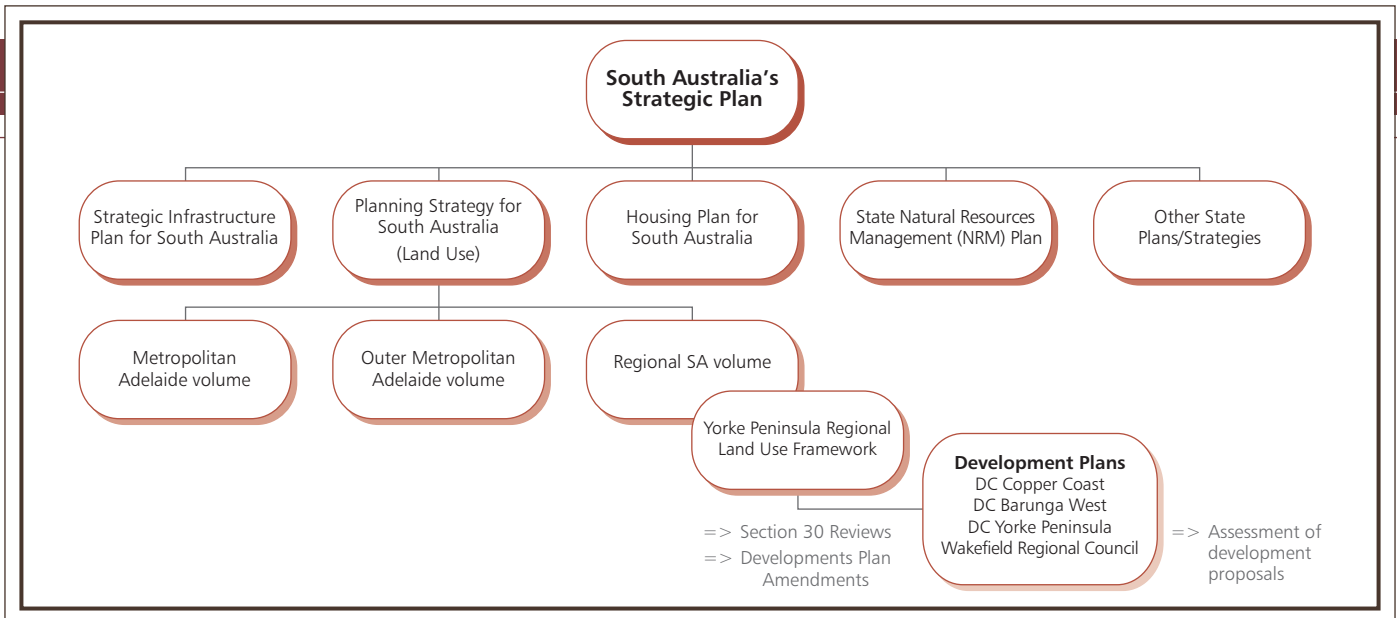 South Australia's
Strategic Plan
Strategic Infrastructure
Plan for South Australia
Planning Strategy for
South Australia
(Land Use)
Housing Plan for
South Australia
State Natural Resources
Management (NRM) Plan
Other State
Plans/Strategies
Metropolitan
Adelaide volume
Outer Metropolitan
Adelaide volume
Regional SA volume
Yorke Peninsula Regional
Land Use Framework
Development Plans
DC Copper Coast
DC Barunga West
DC Yorke Peninsula
Wakefield Regional Council
=> Section 30 Reviews
=> Developments Plan
Amendments
=> Assessment of
development
proposals